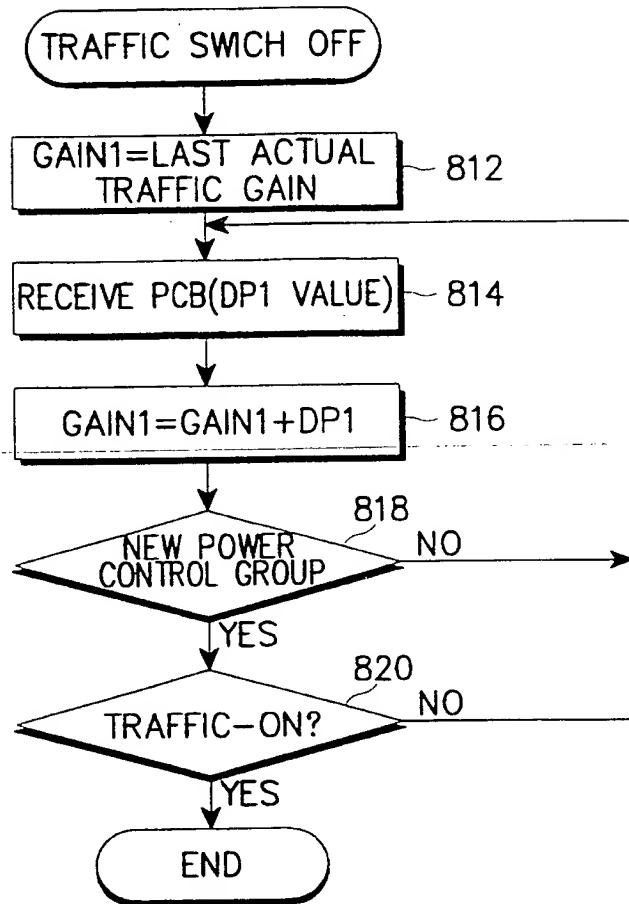 TRAFFIC SWICH OFF
GAIN1=LAST ACTUAL
TRAFFIC GAIN
812
RECEIVE PCB(DP1 VALUE)
814
GAIN1=GAIN1+DP1
816
818
NEW POWER
CONTROL GROUP
NO
YES
820
TRAFFIC-ON?
NO
YES
END